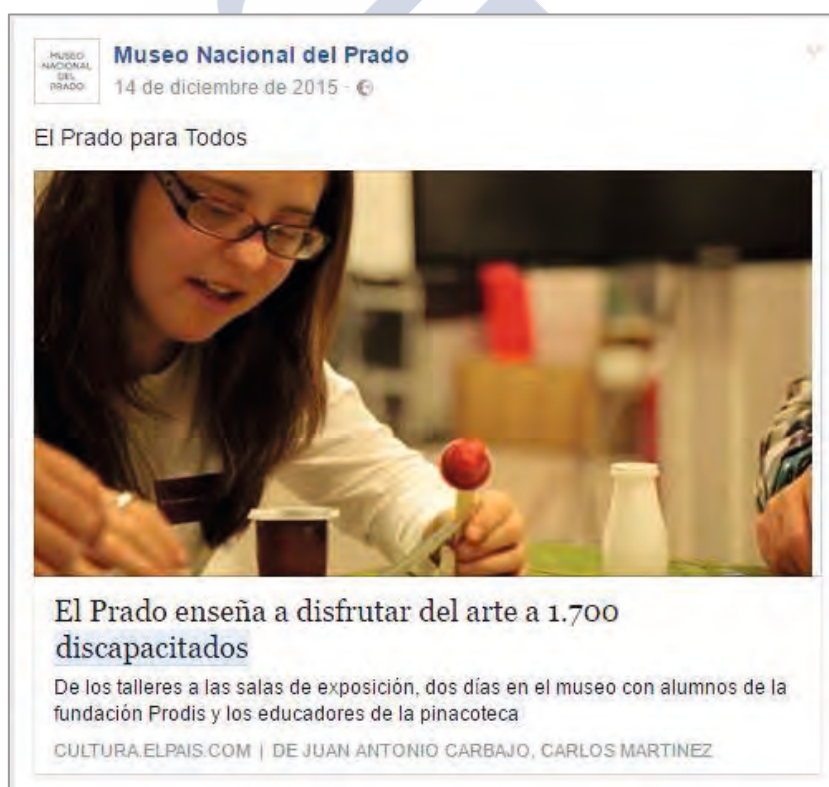 MUSEO
NACIONAL
DEL
PRADO
Museo Nacional del Prado
14 de diciembre de 2015 ·
El Prado para Todos
El Prado enseña a disfrutar del arte a 1.700
discapacitados
De los talleres a las salas de exposición, dos días en el museo con alumnos de la
fundación Prodis y los educadores de la pinacoteca
CULTURA.ELPAIS.COM | DE JUAN ANTONIO CARBAJO, CARLOS MARTINEZ